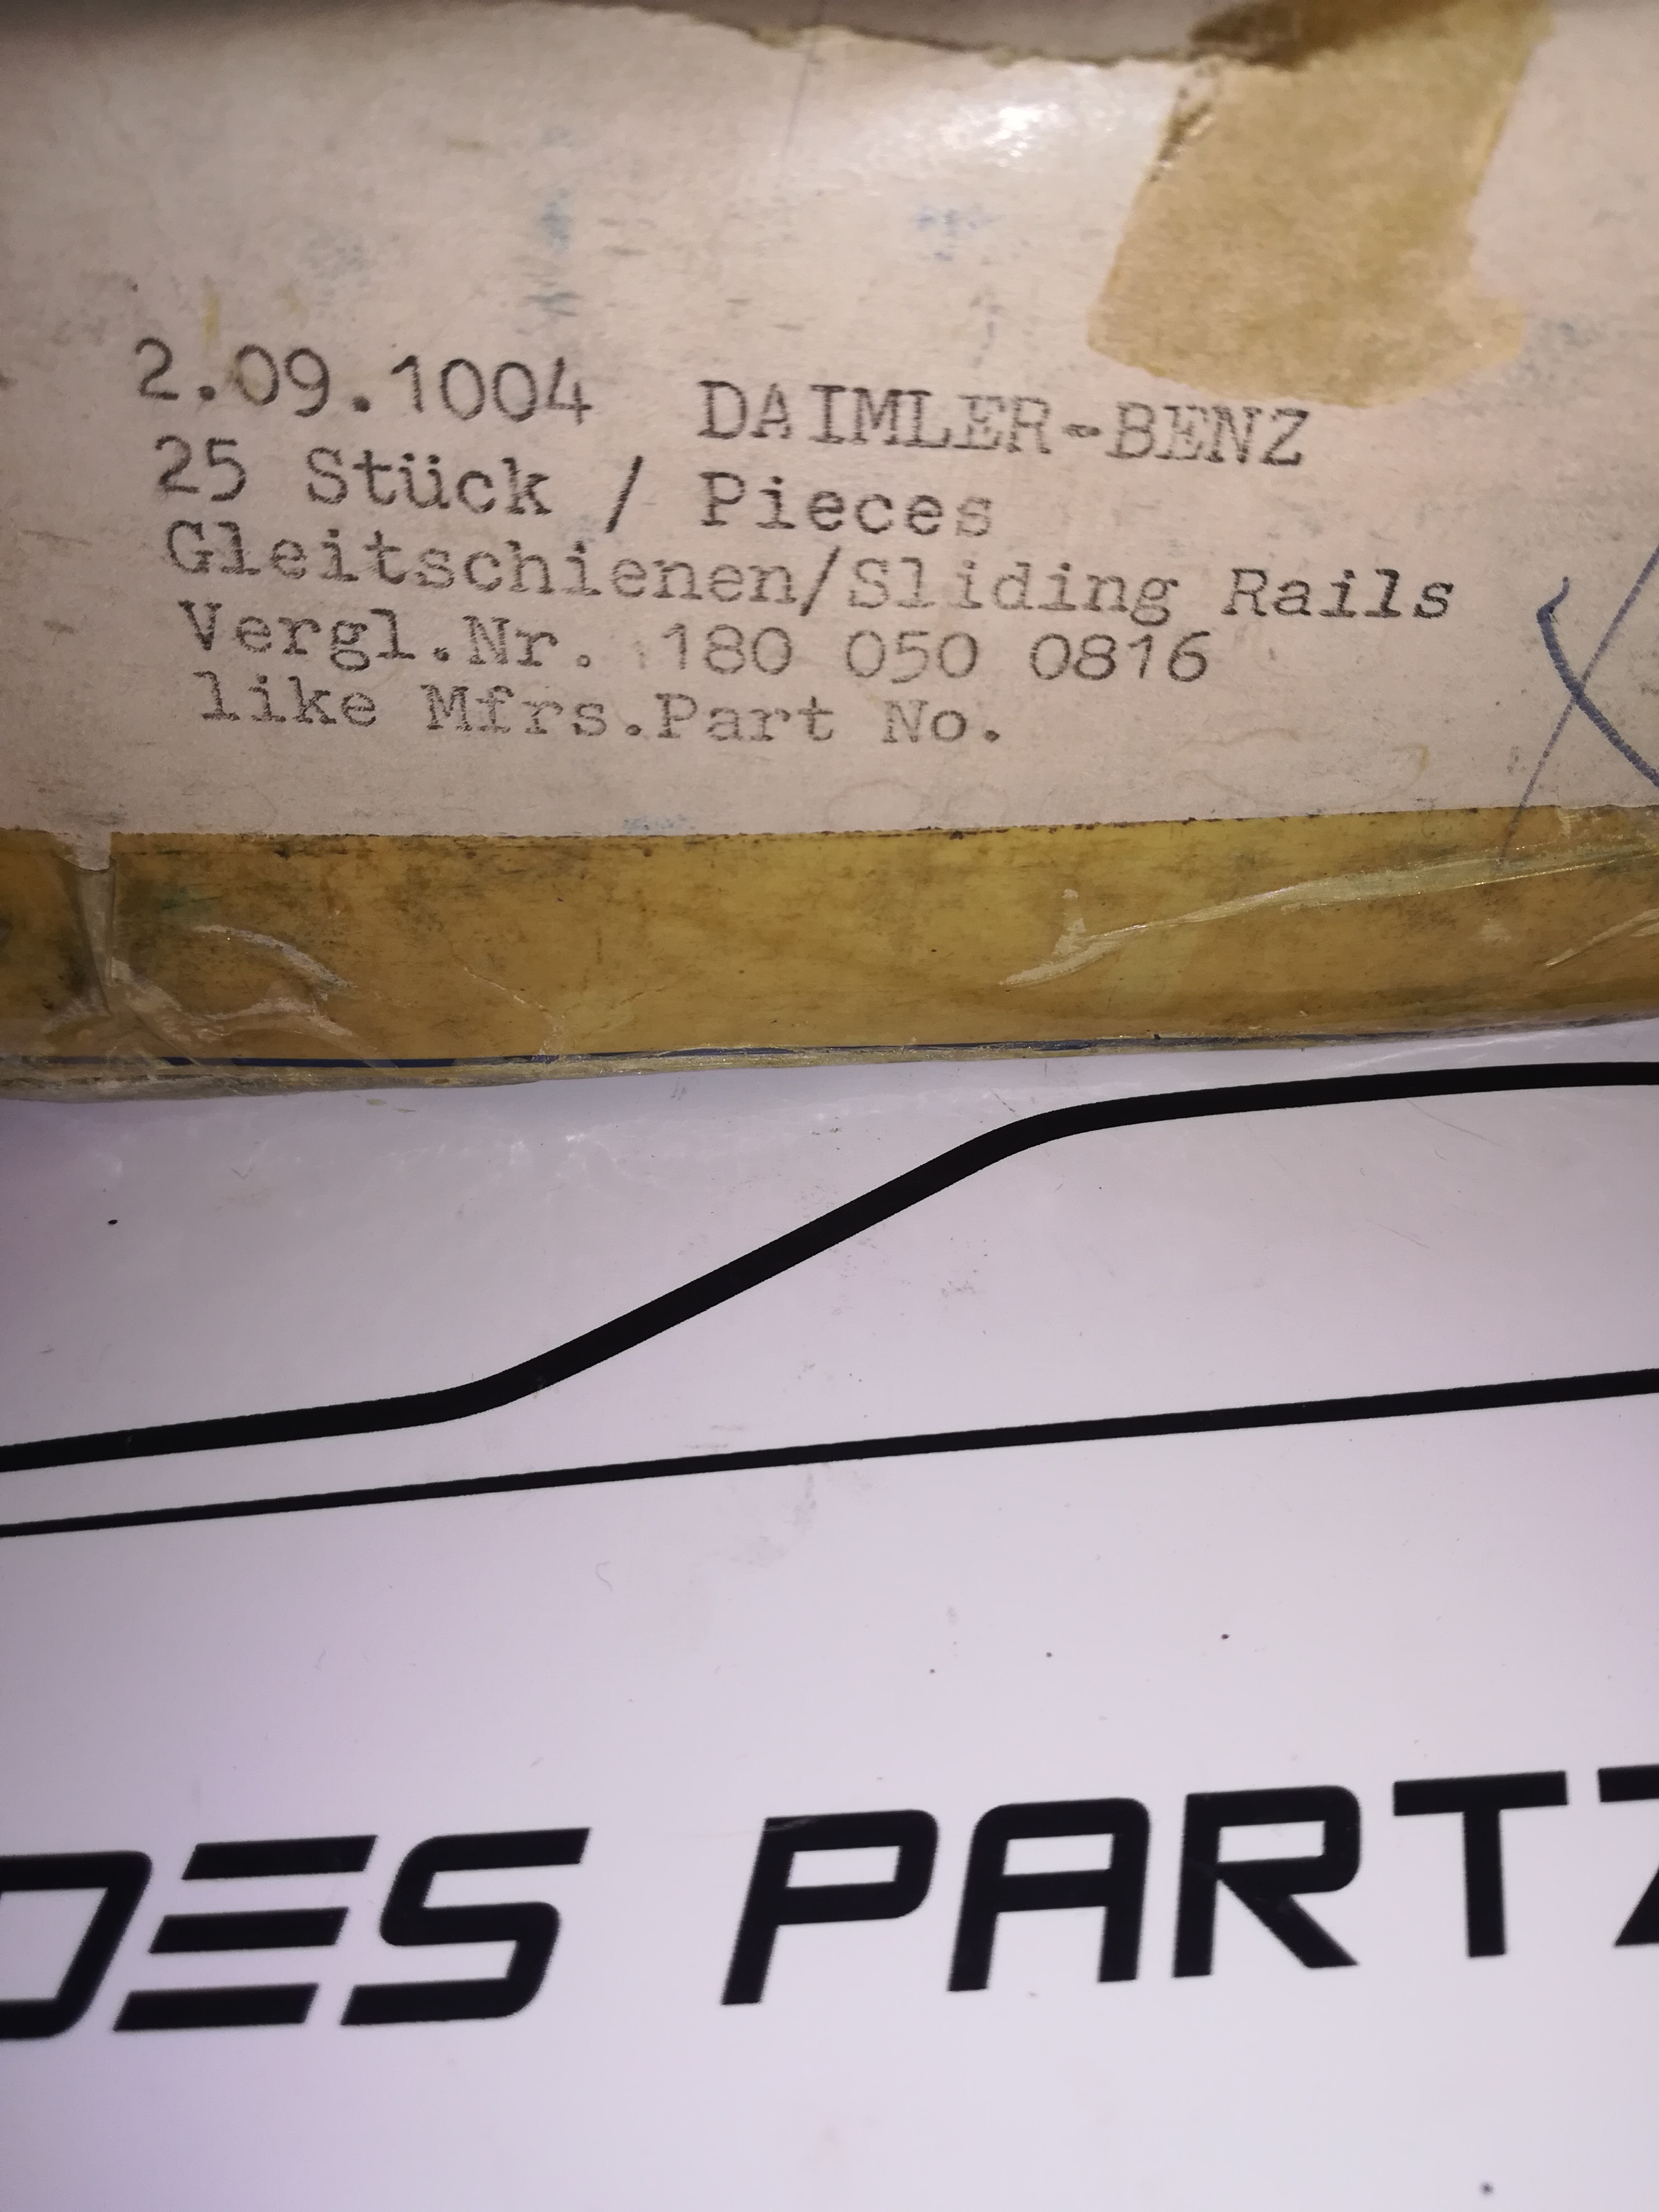 2.09.1004 DAIMLER-BENZ
25 Stück / Pieces
Gleitschienen/Sliding Rails
Vergl.Nr. 180 050 0816
like Mfrs.Part No.
DES PARTZ